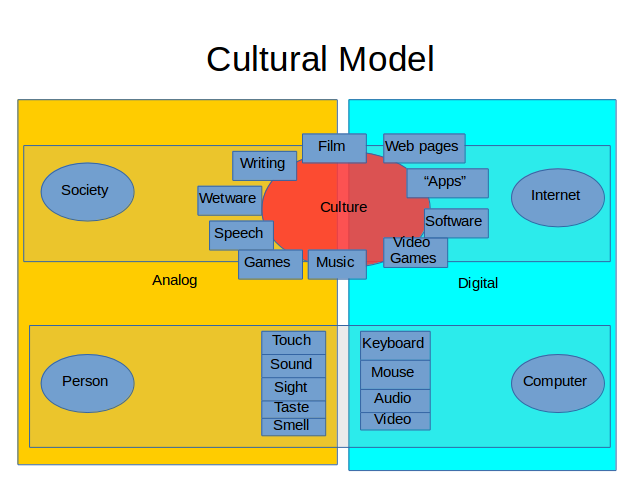 Cultural Model
Film
Web pages
Writing
“Apps”
Society
Wetware
Culture
Internet
Speech
Software
Games
Music
Video
Games
Analog
Digital
Touch
Sound
Sight
Taste
Smell
Keyboard
Mouse
Audio
Video
Person
Computer